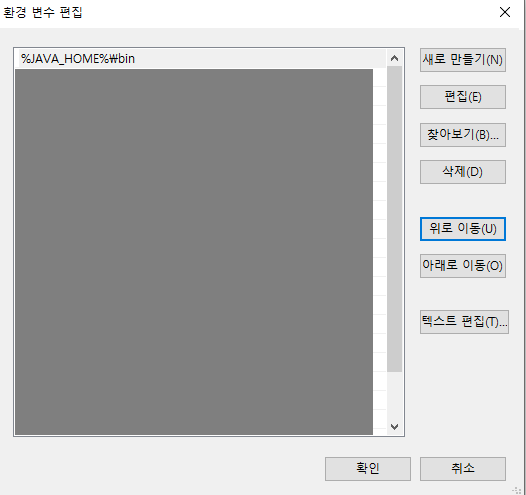 환경 변수 편집
%JAVA_HOME%₩bin
새로 만들기(N)
편집(E)
찾아보기(B)...
삭제(D)
위로 이동(U)
아래로 이동(O)
텍스트 편집(T)...
확인
취소